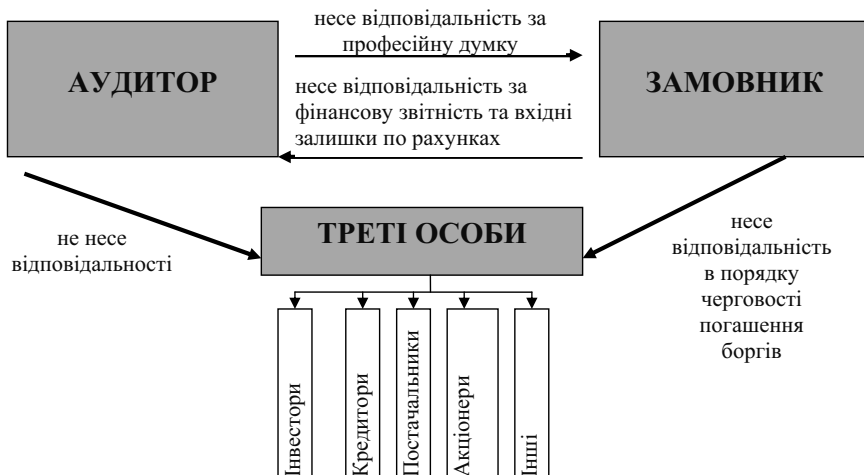 несе відповідальність за
професійну думку
АУДИТОР
несе відповідальність за
фінансову звітність та вхідні
залишки по рахунках
ЗАМОВНИК
не несе
відповідальності
ТРЕТІ ОСОБИ
несе
відповідальність
в порядку
черговості
погашення
боргів
Інвестори
Кредитори
Постачальники
Акціонери
Інші